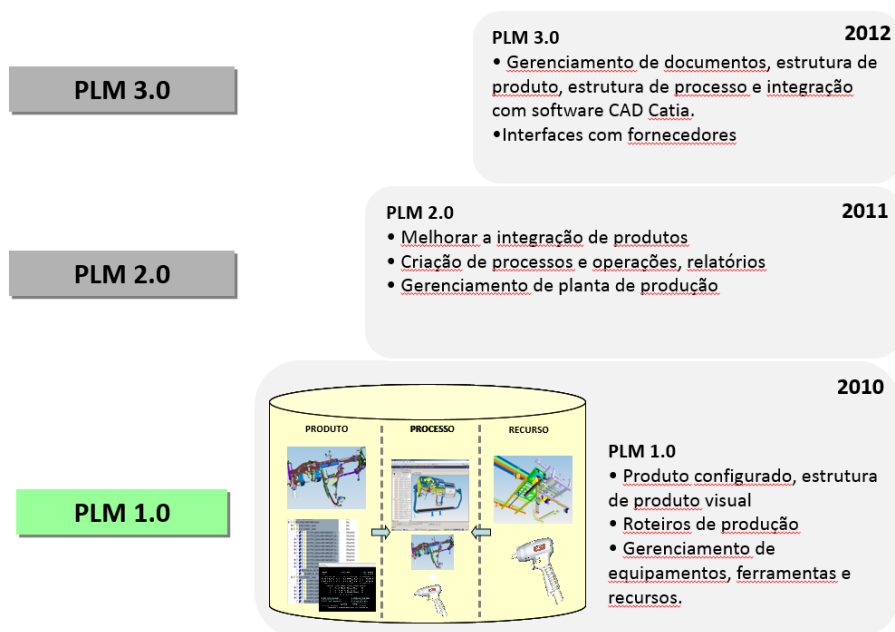 PLM 3.0
2012
PLM 3.0
• Gerenciamento de documentos, estrutura de
produto, estrutura de processo e integração
com software CAD Catia.
•Interfaces com fornecedores
PLM 2.0
2011
PLM 2.0
• Melhorar a integração de produtos
• Criação de processos e operações, relatórios
• Gerenciamento de planta de produção
PLM 1.0
2010
PRODUTO
PROCESSO
RECURSO
TARGET
PLM 1.0
• Produto configurado, estrutura
de produto visual
• Roteiros de produção
• Gerenciamento de
equipamentos, ferramentas e
recursos.